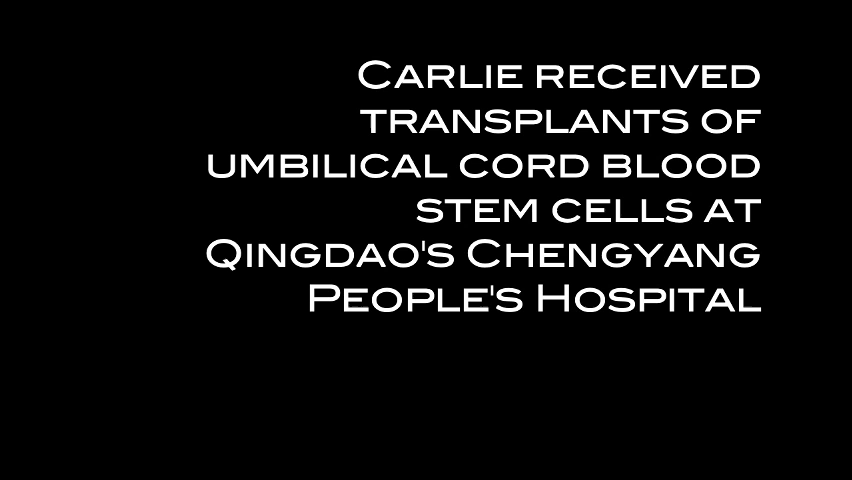 Carlie received
transplants of
umbilical cord blood
stem cells at
Qingdao's Chengyang
People's Hospital